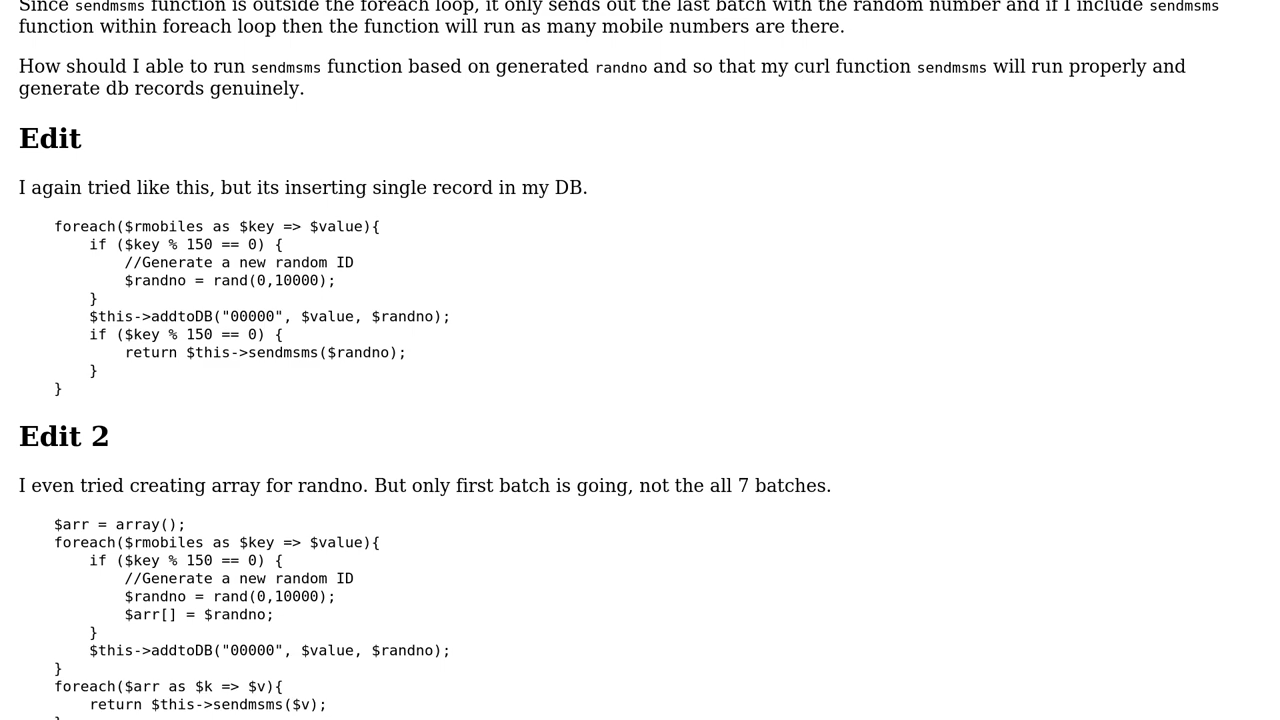 Since sendmsms function is outside the foreach loop, it only sends out the last batch with the random number and if I include sendmsms
function within foreach loop then the function will run as many mobile numbers are there.
How should I able to run sendmsms function based on generated randno and so that my curl function sendmsms will run properly and
generate db records genuinely.
Edit
I again tried like this, but its inserting single record in my DB.
foreach($rmobiles as $key => $value){
    if ($key % 150 == 0) {
        //Generate a new random ID
        $randno = rand(0,10000);
    }
    $this->addtoDB("00000", $value, $randno);
    if ($key % 150 == 0) {
        return $this->sendmsms($randno);
    }
}
Edit 2
I even tried creating array for randno. But only first batch is going, not the all 7 batches.
$arr = array();
foreach($rmobiles as $key => $value){
    if ($key % 150 == 0) {
        //Generate a new random ID
        $randno = rand(0,10000);
        $arr[] = $randno;
    }
    $this->addtoDB("00000", $value, $randno);
}
foreach($arr as $k => $v){
    return $this->sendmsms($v);
}